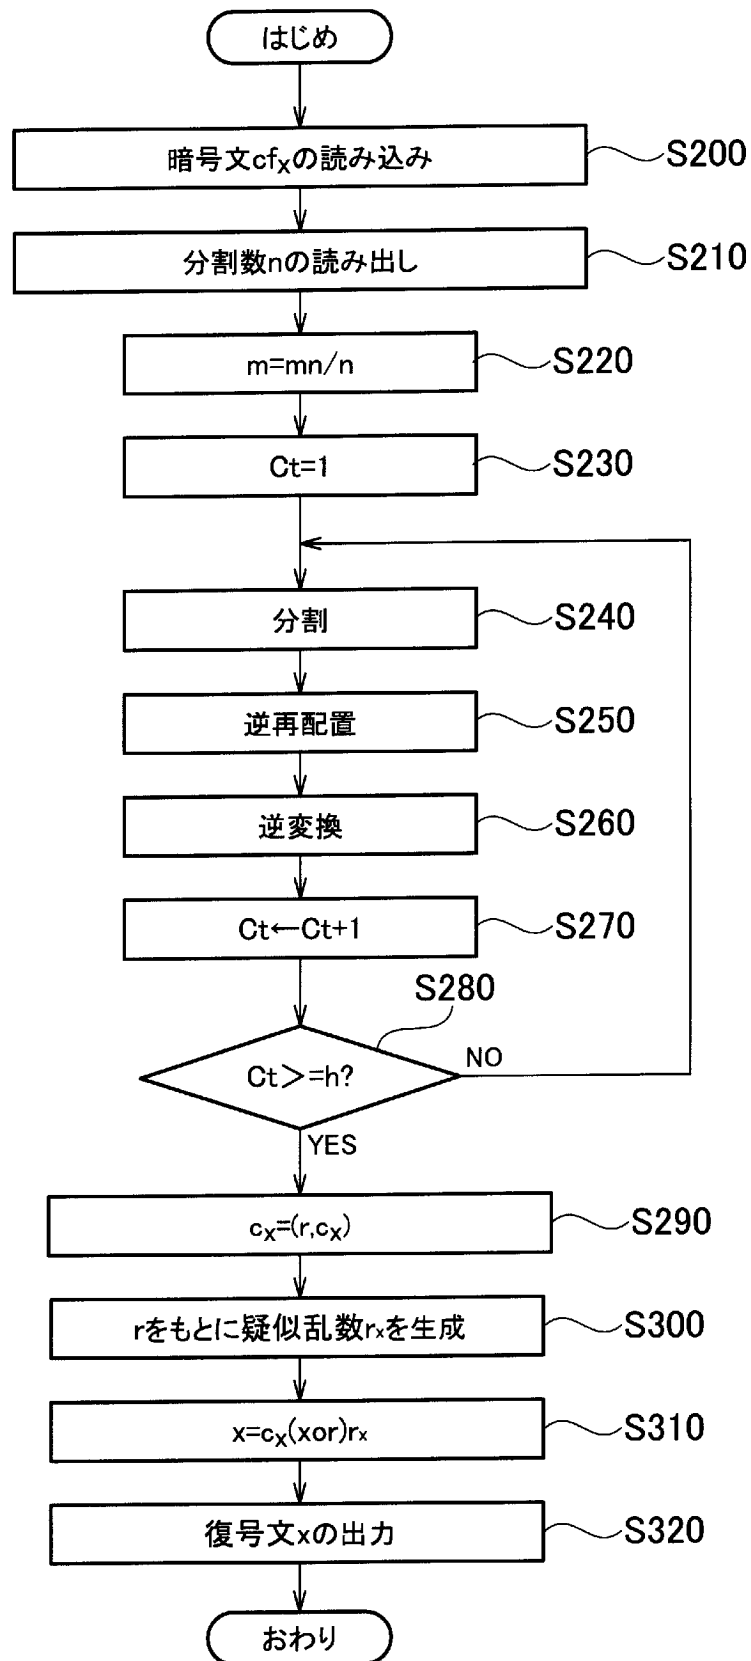 はじめ
暗号文cfxの読み込み
S200
分割数nの読み出し
S210
m=mn/n
S220
Ct=1
S230
分割
S240
逆再配置
S250
逆変換
S260
Ct←Ct+1
S270
S280
Ct＞=h?
NO
YES
cx=(r,cx)
S290
rをもとに疑似乱数rxを生成
S300
x=cx(xor)rx
S310
復号文xの出力
S320
おわり